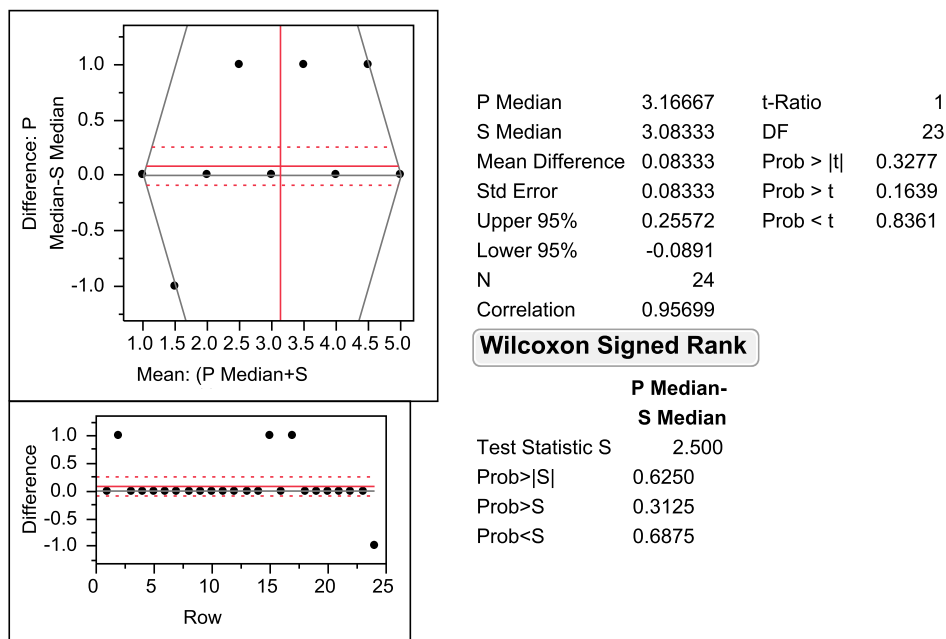 Difference: P
Median-S Median
1.0
0.5
0.0
-0.5
-1.0
1.0 1.5 2.0 2.5 3.0 3.5 4.0 4.5 5.0
Mean: (P Median+S
Difference
1.0
0.5
0.0
-0.5
-1.0
0 5 10 15 20 25
Row
P Median 3.16667 t-Ratio 1
S Median 3.08333 DF 23
Mean Difference 0.08333 Prob > |t| 0.3277
Std Error 0.08333 Prob > t 0.1639
Upper 95% 0.25572 Prob < t 0.8361
Lower 95% -0.0891
N 24
Correlation 0.95699
Wilcoxon Signed Rank
P Median-
S Median
Test Statistic S 2.500
Prob>|S| 0.6250
Prob>S 0.3125
Prob<S 0.6875